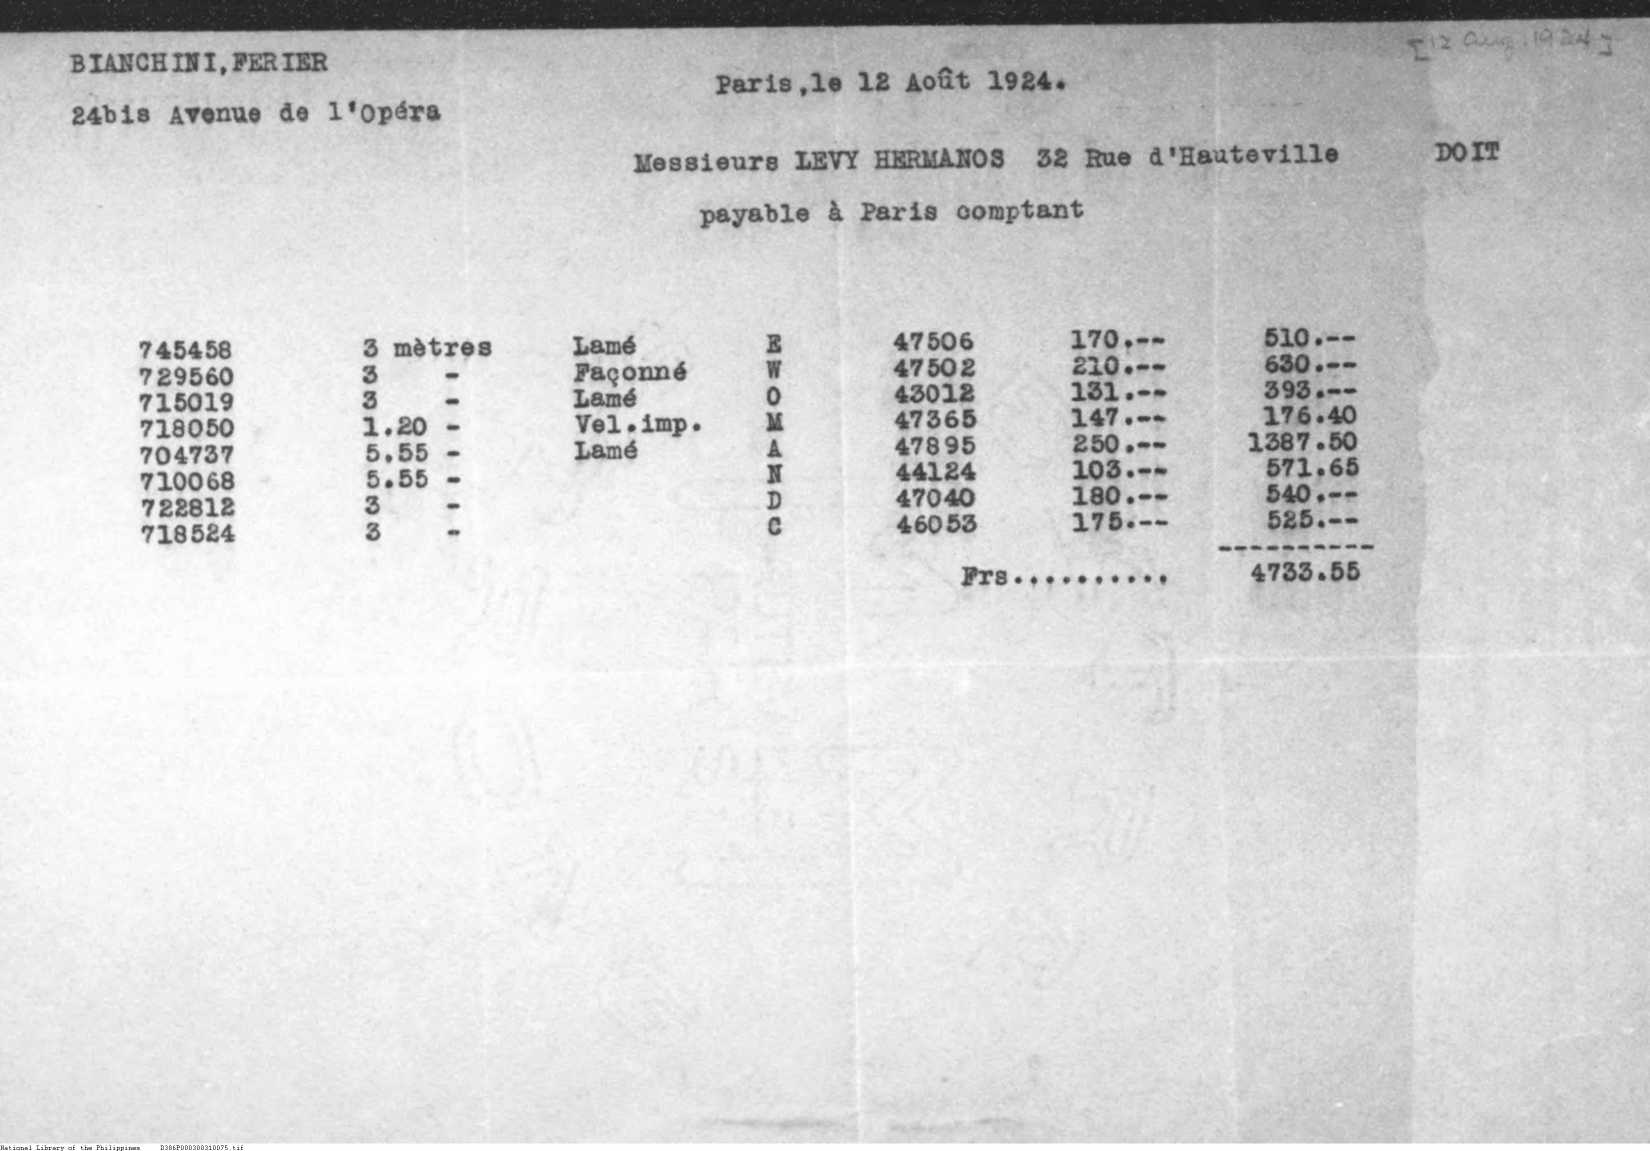 [12 Aug. 1924]
BIANCHINI,FERIER
Paris,le 12 Août 1924.
24bis Avenue de l'Opéra
Messieurs LEVY HERMANOS 32 Rue d'Hauteville DOIT
payable à Paris comptant
745458 3 mètres Lamé E 47506 170.-- 510.--
729560 3 - Façonné W 47502 210.-- 630.--
715019 3 - Lamé O 43012 131.-- 393.--
718050 1.20 - Vel.imp. M 47365 147.-- 176.40
704737 5.55 - Lamé A 47895 250.-- 1387.50
710068 5.55 - N 44124 103.-- 571.65
722812 3 - D 47040 180.-- 540.--
718524 3 - C 46053 175.-- 525.--
----------
Frs.......... 4733.55
National Library of the Philippines D386P000300310075.tif